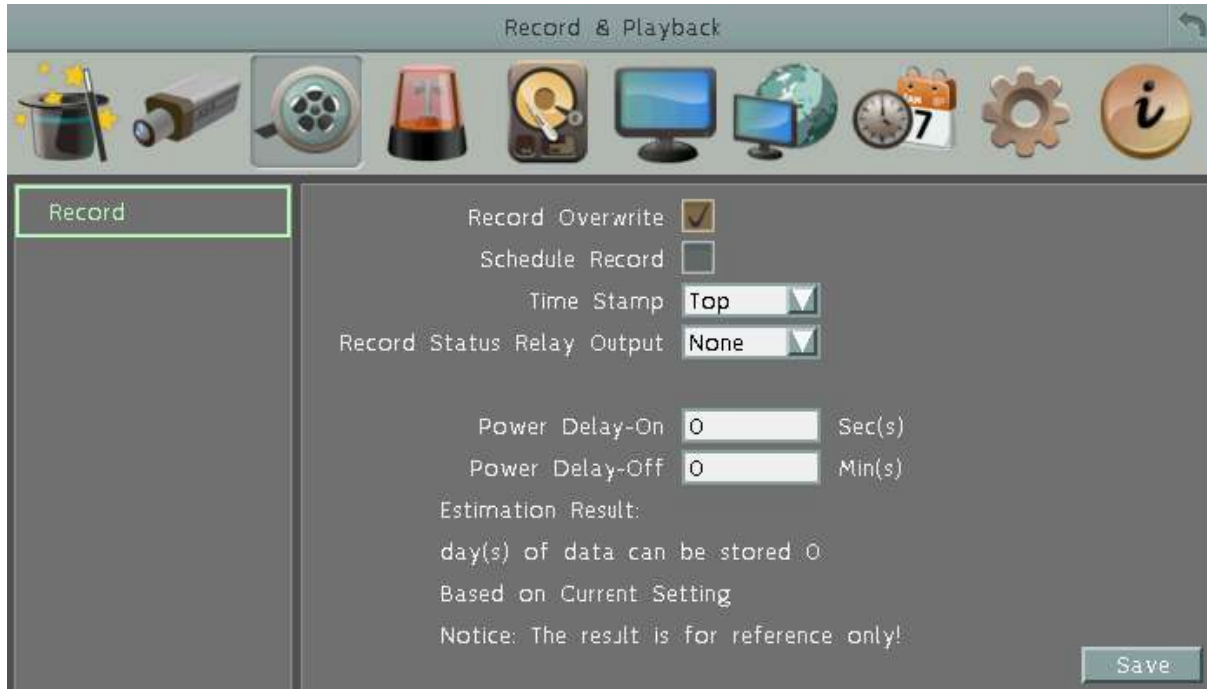 Record & Playback
JAN
7
Record
Record Overwrite
Schedule Record
Time Stamp Top
Record Status Relay Output None
Power Delay-On 0 Sec(s)
Power Delay-Off 0 Min(s)
Estimation Result:
day(s) of data can be stored 0
Based on Current Setting
Notice: The result is for reference only!
Save